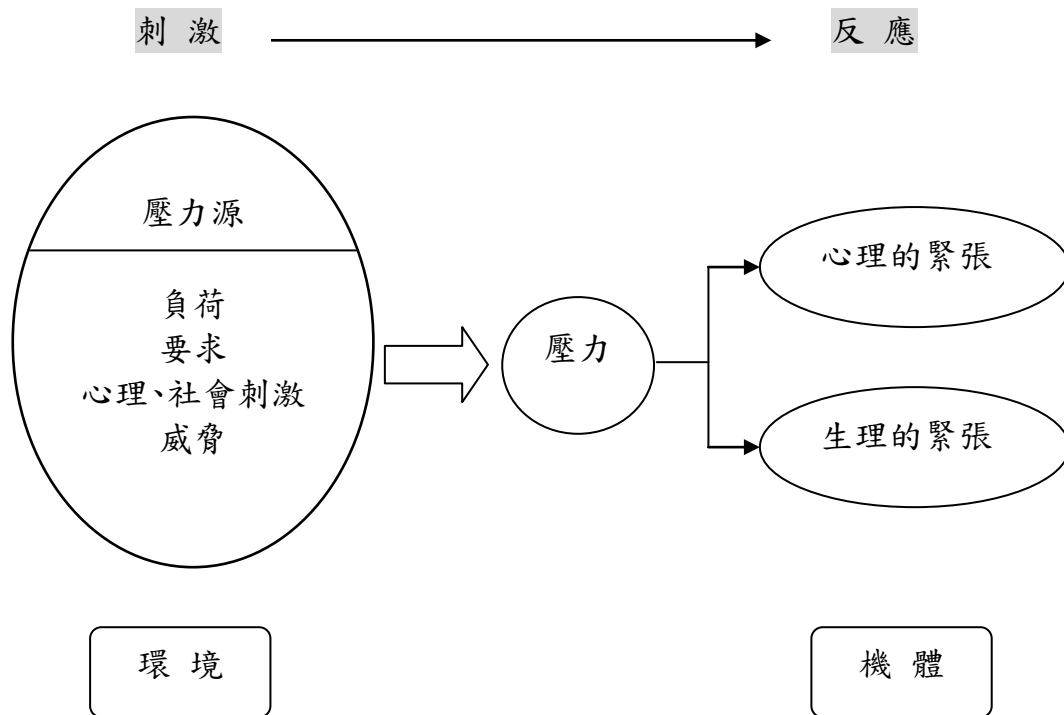 刺 激
反 應
壓力源
負荷
要求
心理、社會刺激
威脅
壓力
心理的緊張
生理的緊張
環 境
機 體